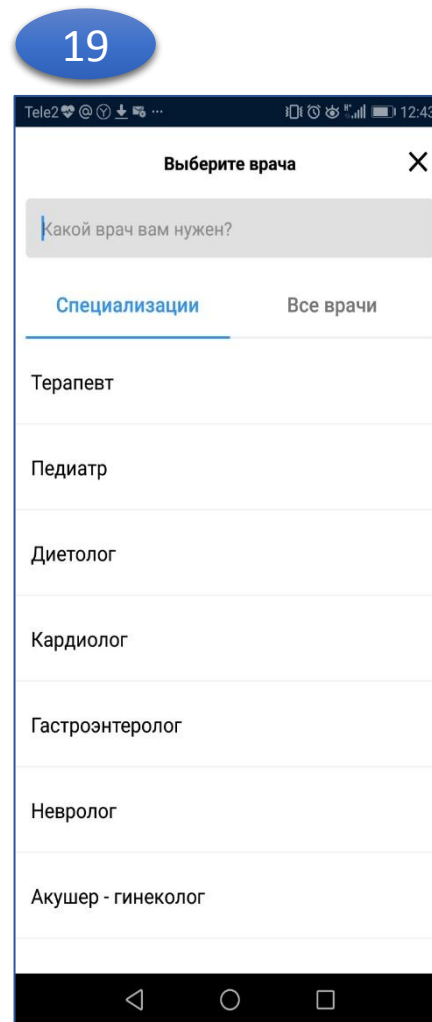 19
Tele2 12:43
Выберите врача
Какой врач вам нужен?
Специализации Все врачи
Терапевт
Педиатр
Диетолог
Кардиолог
Гастроэнтеролог
Невролог
Акушер - гинеколог